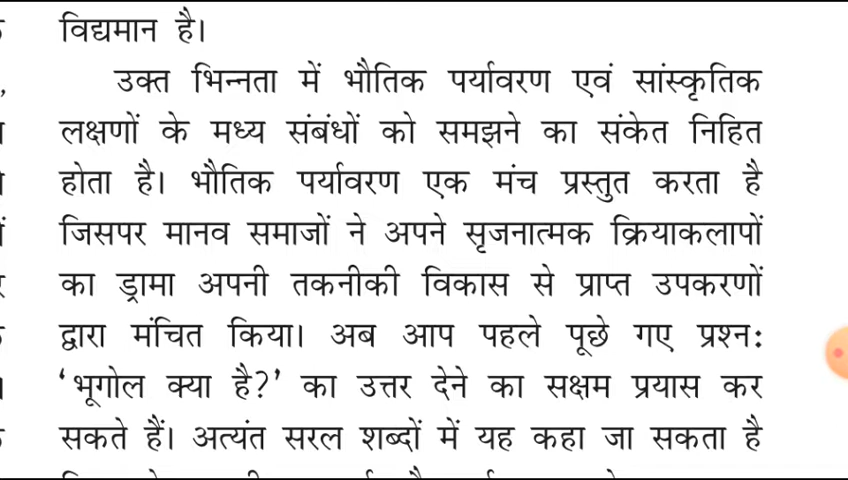 विद्यमान है।
उक्त भिन्नता में भौतिक पर्यावरण एवं सांस्कृतिक
लक्षणों के मध्य संबंधों को समझने का संकेत निहित
होता है। भौतिक पर्यावरण एक मंच प्रस्तुत करता है
जिसपर मानव समाजों ने अपने सृजनात्मक क्रियाकलापों
का ड्रामा अपनी तकनीकी विकास से प्राप्त उपकरणों
द्वारा मंचित किया। अब आप पहले पूछे गए प्रश्न:
‘भूगोल क्या है?’ का उत्तर देने का सक्षम प्रयास कर
सकते हैं। अत्यंत सरल शब्दों में यह कहा जा सकता है